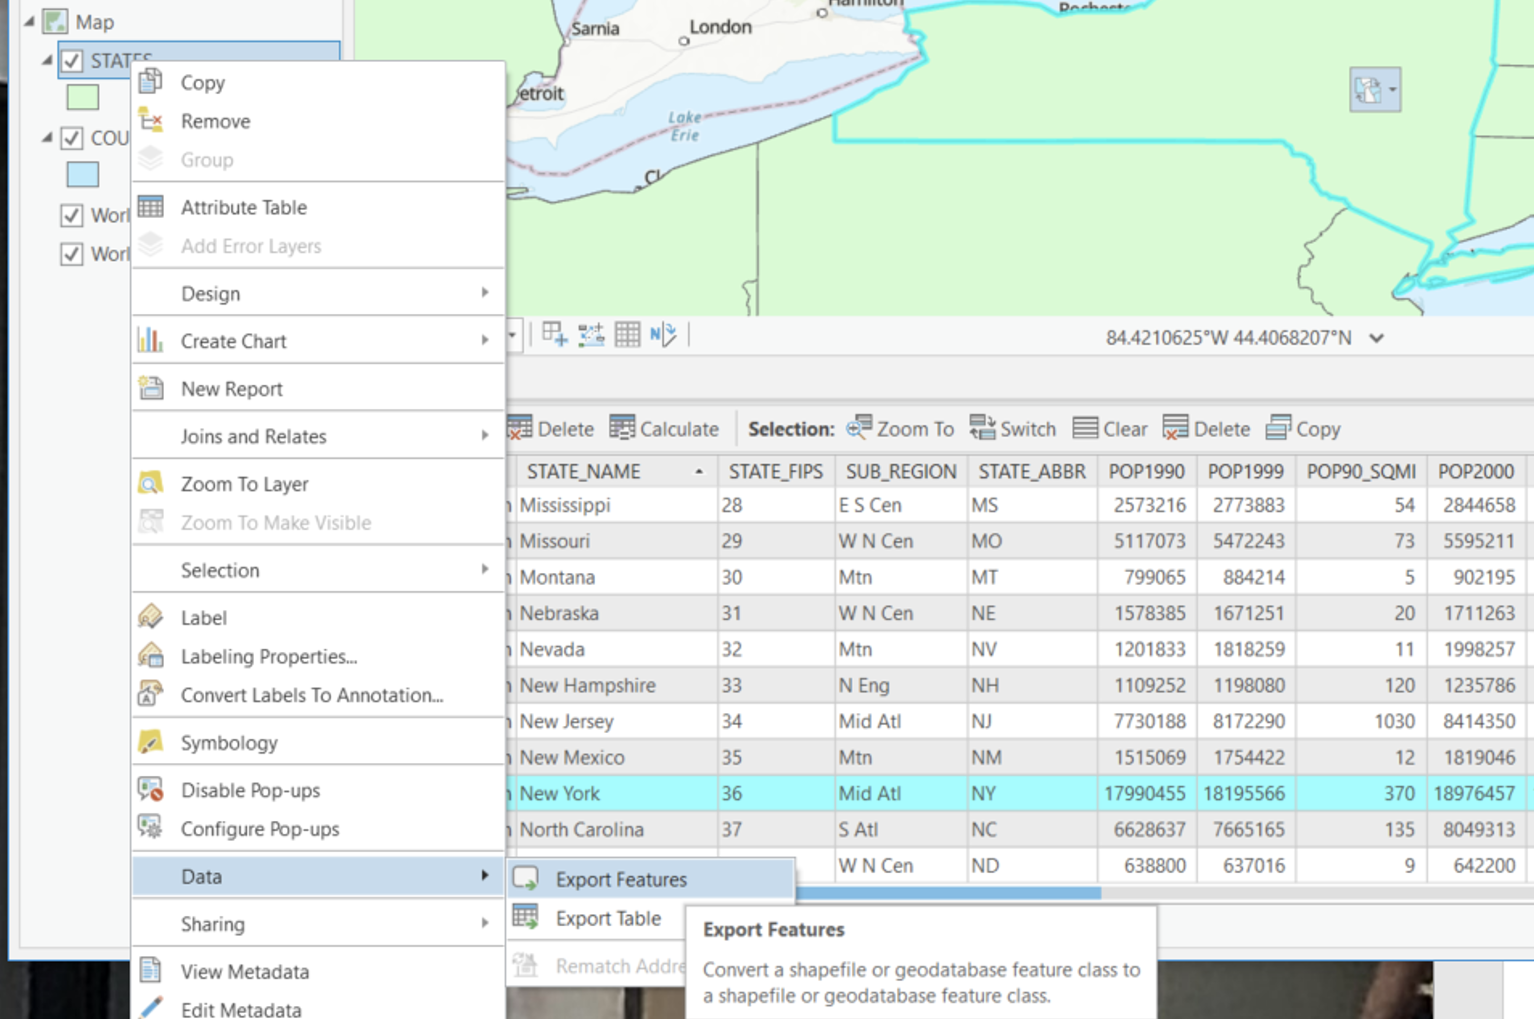 Map
STATES
COU
Worl
Worl
Copy
Remove
Group
Attribute Table
Add Error Layers
Design
Create Chart
New Report
Joins and Relates
Zoom To Layer
Zoom To Make Visible
Selection
Label
Labeling Properties...
Convert Labels To Annotation...
Symbology
Disable Pop-ups
Configure Pop-ups
Data
Sharing
View Metadata
Edit Metadata
Export Features
Export Table
Rematch Addre
Export Features
Convert a shapefile or geodatabase feature class to
a shapefile or geodatabase feature class.
Hamilton
Sarnia
London
etroit
Lake
Erie
Cl
84.4210625°W 44.4068207°N
Delete Calculate Selection: Zoom To Switch Clear Delete Copy
STATE_NAME STATE_FIPS SUB_REGION STATE_ABBR POP1990 POP1999 POP90_SQMI POP2000
Mississippi 28 E S Cen MS 2573216 2773883 54 2844658
Missouri 29 W N Cen MO 5117073 5472243 73 5595211
Montana 30 Mtn MT 799065 884214 5 902195
Nebraska 31 W N Cen NE 1578385 1671251 20 1711263
Nevada 32 Mtn NV 1201833 1818259 11 1998257
New Hampshire 33 N Eng NH 1109252 1198080 120 1235786
New Jersey 34 Mid Atl NJ 7730188 8172290 1030 8414350
New Mexico 35 Mtn NM 1515069 1754422 12 1819046
New York 36 Mid Atl NY 17990455 18195566 370 18976457
North Carolina 37 S Atl NC 6628637 7665165 135 8049313
W N Cen ND 638800 637016 9 642200